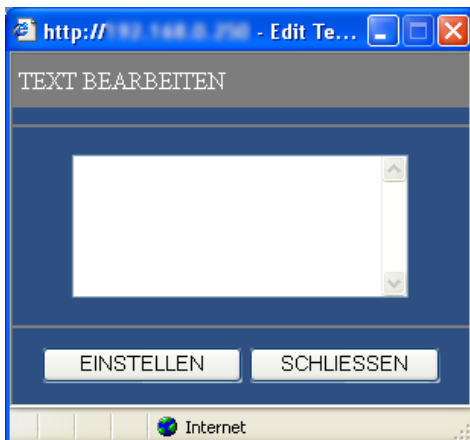 http:// - Edit Te...
TEXT BEARBEITEN
EINSTELLEN SCHLIESSEN
Internet